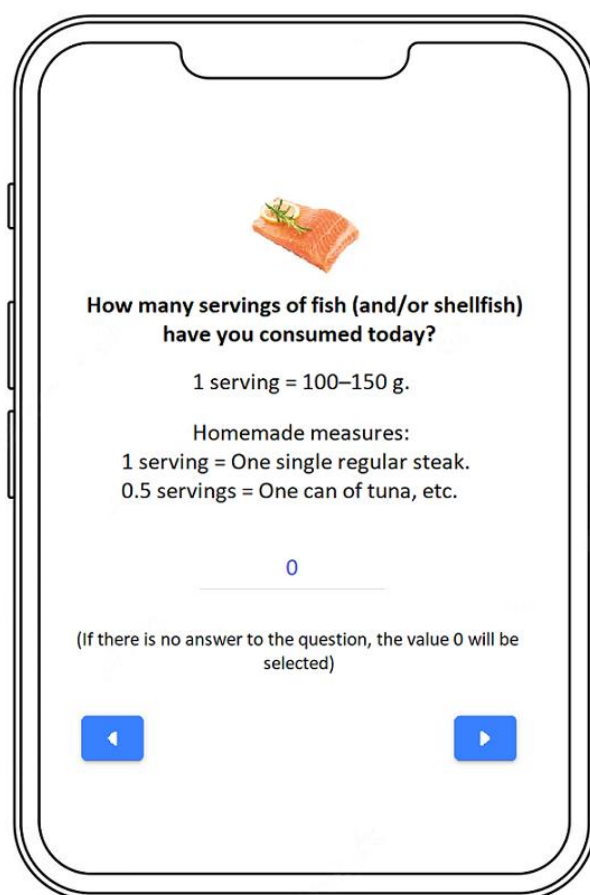 How many servings of fish (and/or shellfish)
have you consumed today?
1 serving = 100–150 g.
Homemade measures:
1 serving = One single regular steak.
0.5 servings = One can of tuna, etc.
0
(If there is no answer to the question, the value 0 will be
selected)